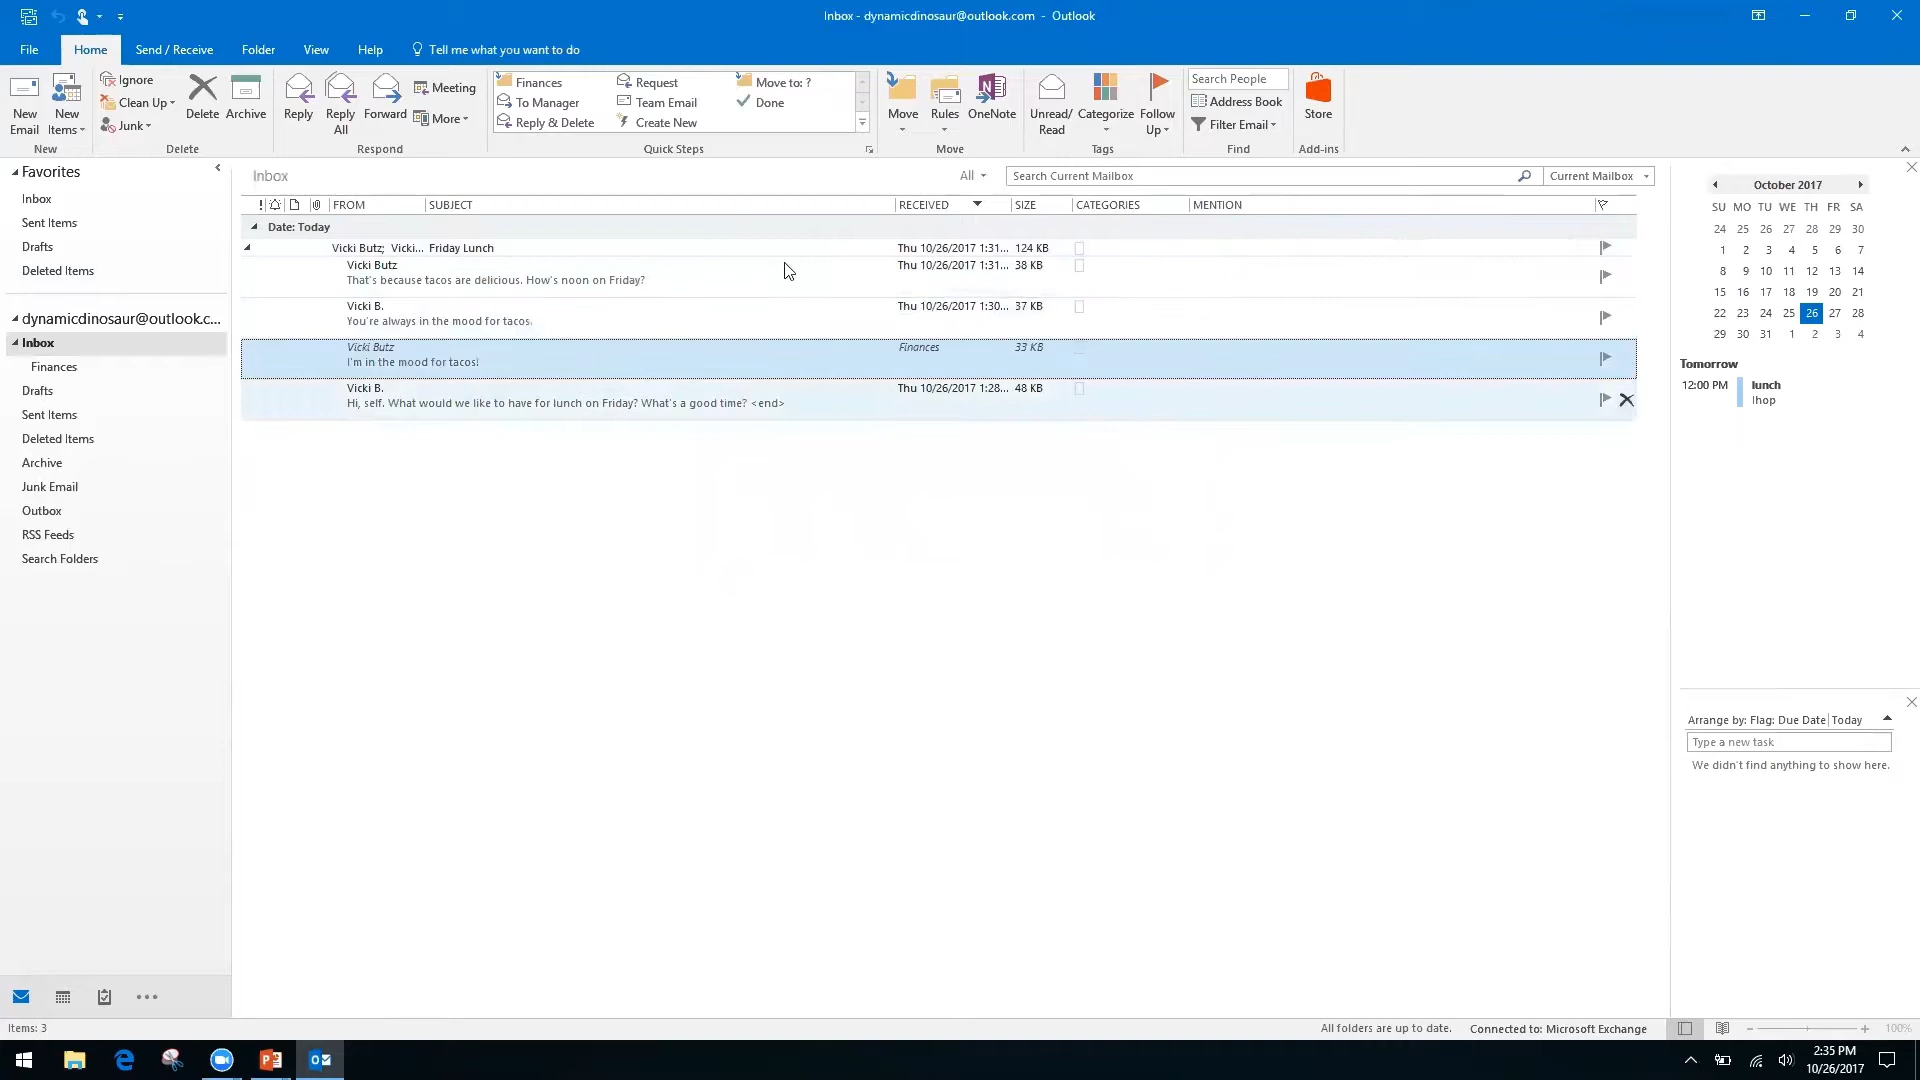 Inbox - dynamicdinosaur@outlook.com - Outlook
File Home Send / Receive Folder View Help Tell me what you want to do
New Email
New Items
New
Ignore
Clean Up
Junk
Delete
Archive
Delete
Reply
Reply All
Forward
Meeting
More
Respond
Finances
To Manager
Reply & Delete
Request
Team Email
Create New
Move to: ?
Done
Quick Steps
Move
Rules
OneNote
Move
Unread/ Read
Categorize
Follow Up
Tags
Search People
Address Book
Filter Email
Find
Store
Add-ins
Favorites
Inbox
Sent Items
Drafts
Deleted Items
dynamicdinosaur@outlook.c...
Inbox
Finances
Drafts
Sent Items
Deleted Items
Archive
Junk Email
Outbox
RSS Feeds
Search Folders
Inbox
All
Search Current Mailbox
Current Mailbox
FROM SUBJECT RECEIVED SIZE CATEGORIES MENTION
Date: Today
Vicki Butz; Vicki... Friday Lunch Thu 10/26/2017 1:31... 124 KB
Vicki Butz Thu 10/26/2017 1:31... 38 KB
That's because tacos are delicious. How's noon on Friday?
Vicki B. Thu 10/26/2017 1:30... 37 KB
You're always in the mood for tacos.
Vicki Butz Finances 33 KB
I'm in the mood for tacos!
Vicki B. Thu 10/26/2017 1:28... 48 KB
Hi, self. What would we like to have for lunch on Friday? What's a good time? <end>
October 2017
SU MO TU WE TH FR SA
24 25 26 27 28 29 30
1 2 3 4 5 6 7
8 9 10 11 12 13 14
15 16 17 18 19 20 21
22 23 24 25 26 27 28
29 30 31 1 2 3 4
Tomorrow
12:00 PM lunch
Ihop
Arrange by: Flag: Due Date Today
Type a new task
We didn't find anything to show here.
Items: 3
All folders are up to date.
Connected to: Microsoft Exchange
100%
2:35 PM
10/26/2017